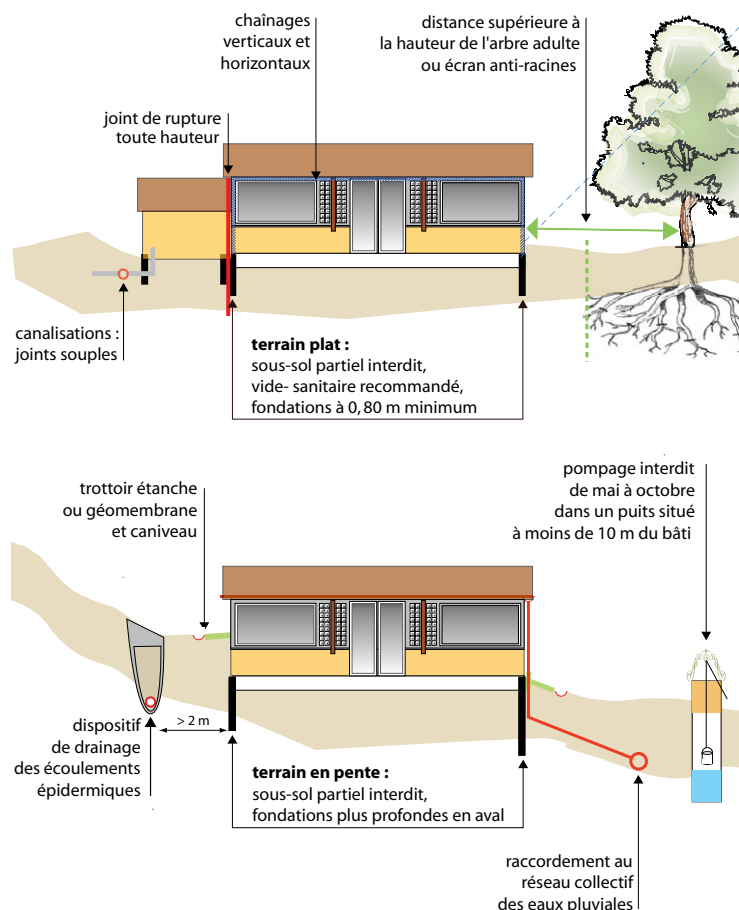 chaînages
verticaux et
horizontaux
distance supérieure à
la hauteur de l'arbre adulte
ou écran anti-racines
joint de rupture
toute hauteur
canalisations :
joints souples
terrain plat :
sous-sol partiel interdit,
vide- sanitaire recommandé,
fondations à 0, 80 m minimum
trottoir étanche
ou géomembrane
et caniveau
pompage interdit
de mai à octobre
dans un puits situé
à moins de 10 m du bâti
> 2 m
dispositif
de drainage
des écoulements
épidermiques
terrain en pente :
sous-sol partiel interdit,
fondations plus profondes en aval
raccordement au
réseau collectif
des eaux pluviales